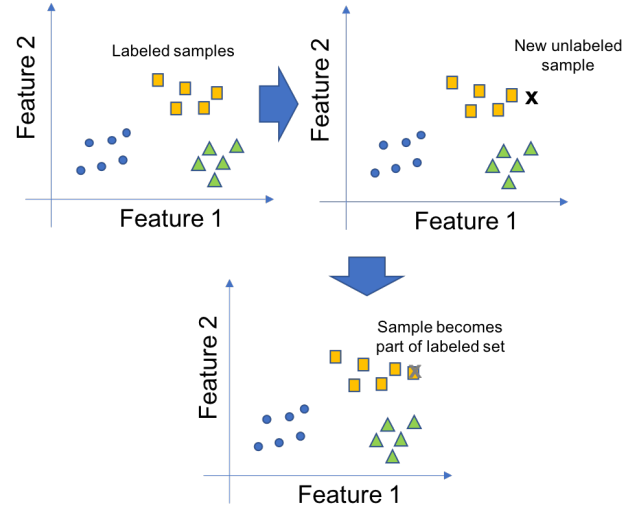 Labeled samples
Feature 2
Feature 1
New unlabeled
sample
x
Feature 2
Feature 1
Sample becomes
part of labeled set
x
Feature 2
Feature 1